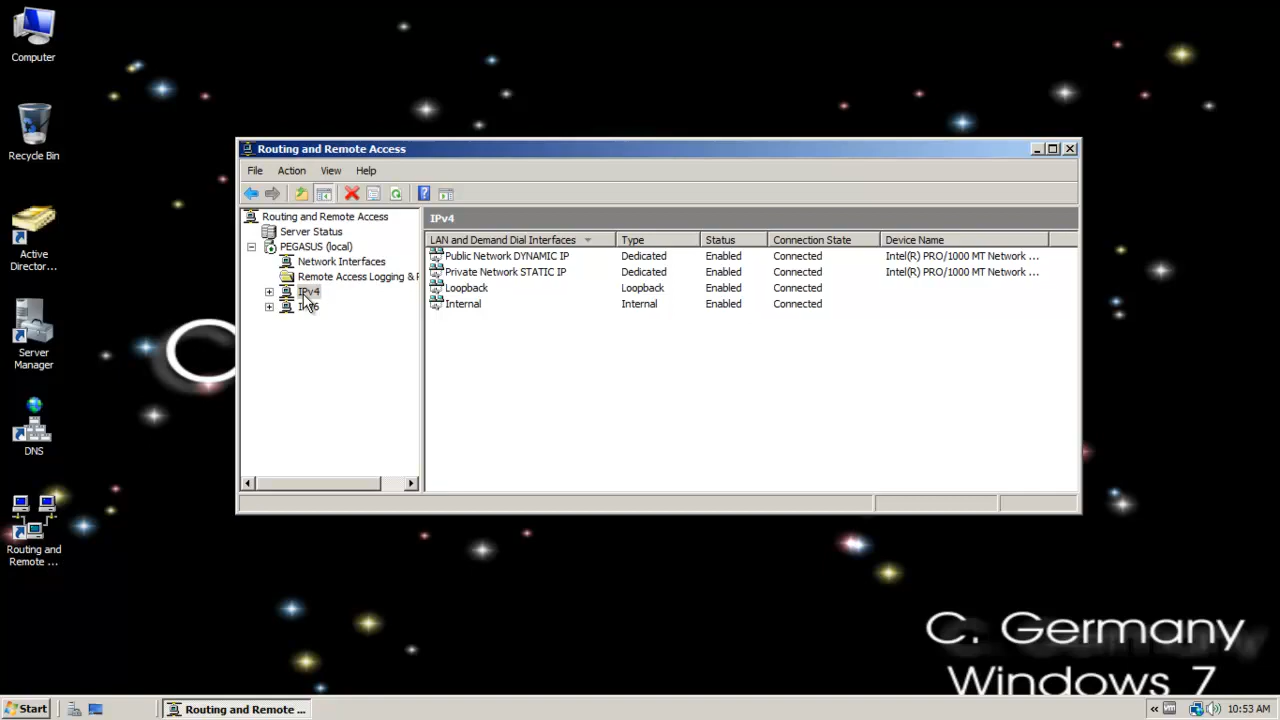 Computer
Recycle Bin
Active
Director...
Server
Manager
DNS
Routing and
Remote ...
Routing and Remote Access
File Action View Help
Routing and Remote Access
Server Status
PEGASUS (local)
Network Interfaces
Remote Access Logging &
IPv4
IPv6
IPv4
LAN and Demand Dial Interfaces Type Status Connection State Device Name
Public Network DYNAMIC IP Dedicated Enabled Connected Intel(R) PRO/1000 MT Network ...
Private Network STATIC IP Dedicated Enabled Connected Intel(R) PRO/1000 MT Network ...
Loopback Loopback Enabled Connected
Internal Internal Enabled Connected
C. Germany
Windows 7
Start Routing and Remote ... « 10:53 AM